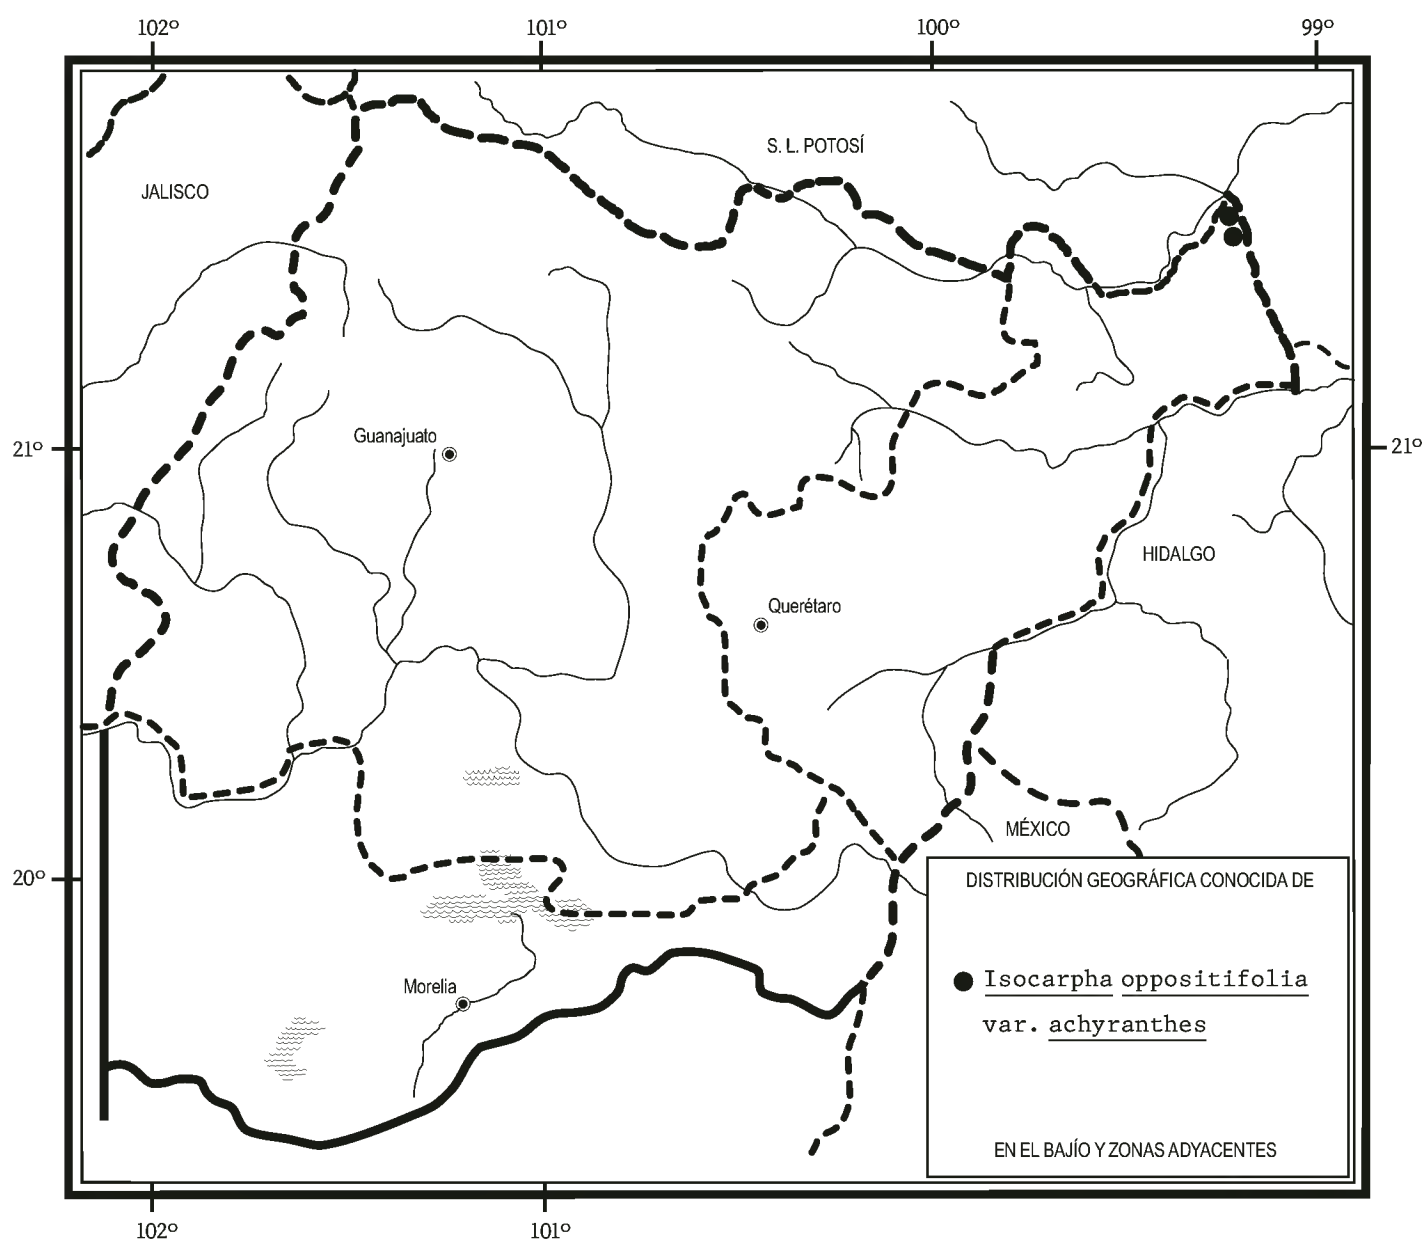 102º 101º 100º 99º
S. L. POTOSÍ
JALISCO
Guanajuato
21º 21º
HIDALGO
Querétaro
MÉXICO
20º
DISTRIBUCIÓN GEOGRÁFICA CONOCIDA DE
Isocarpha oppositifolia
var. achyranthes
Morelia
EN EL BAJÍO Y ZONAS ADYACENTES
102º 101º